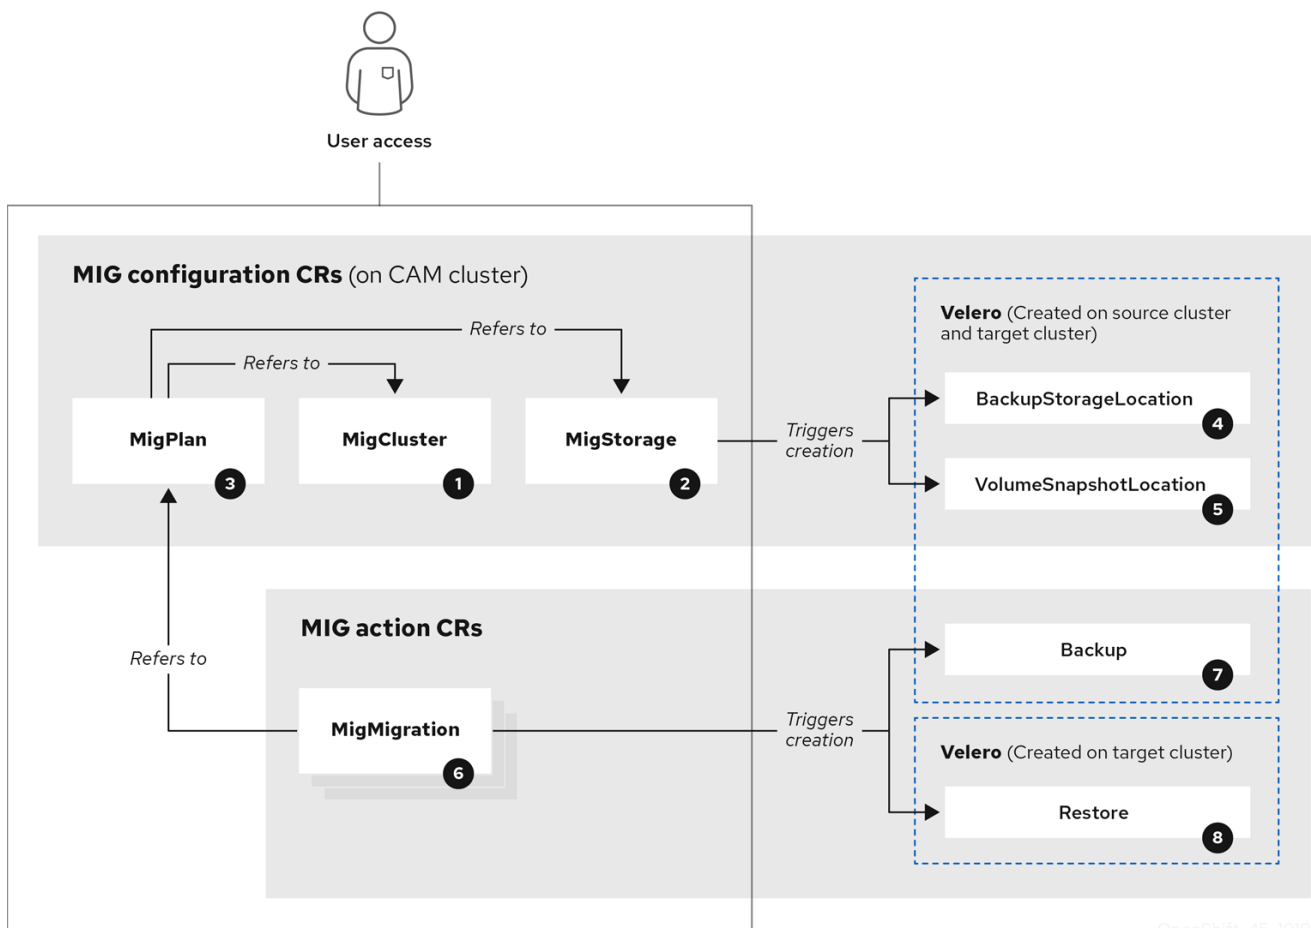 User access
MIG configuration CRs (on CAM cluster)
Refers to
Refers to
MigPlan
3
MigCluster
1
MigStorage
2
Triggers
creation
Velero (Created on source cluster
and target cluster)
BackupStorageLocation
4
VolumeSnapshotLocation
5
Refers to
MIG action CRs
MigMigration
6
Triggers
creation
Backup
7
Velero (Created on target cluster)
Restore
8